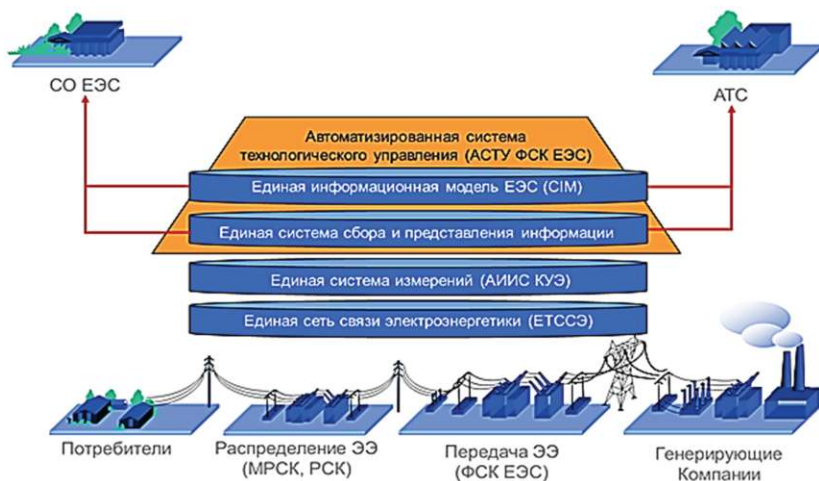 СО ЕЭС
АТС
Автоматизированная система
технологического управления (АСТУ ФСК ЕЭС)
Единая информационная модель ЕЭС (CIM)
Единая система сбора и представления информации
Единая система измерений (АИИС КУЭ)
Единая сеть связи электроэнергетики (ЕТССЭ)
Потребители
Распределение ЭЭ
(МРСК, РСК)
Передача ЭЭ
(ФСК ЕЭС)
Генерирующие
Компании